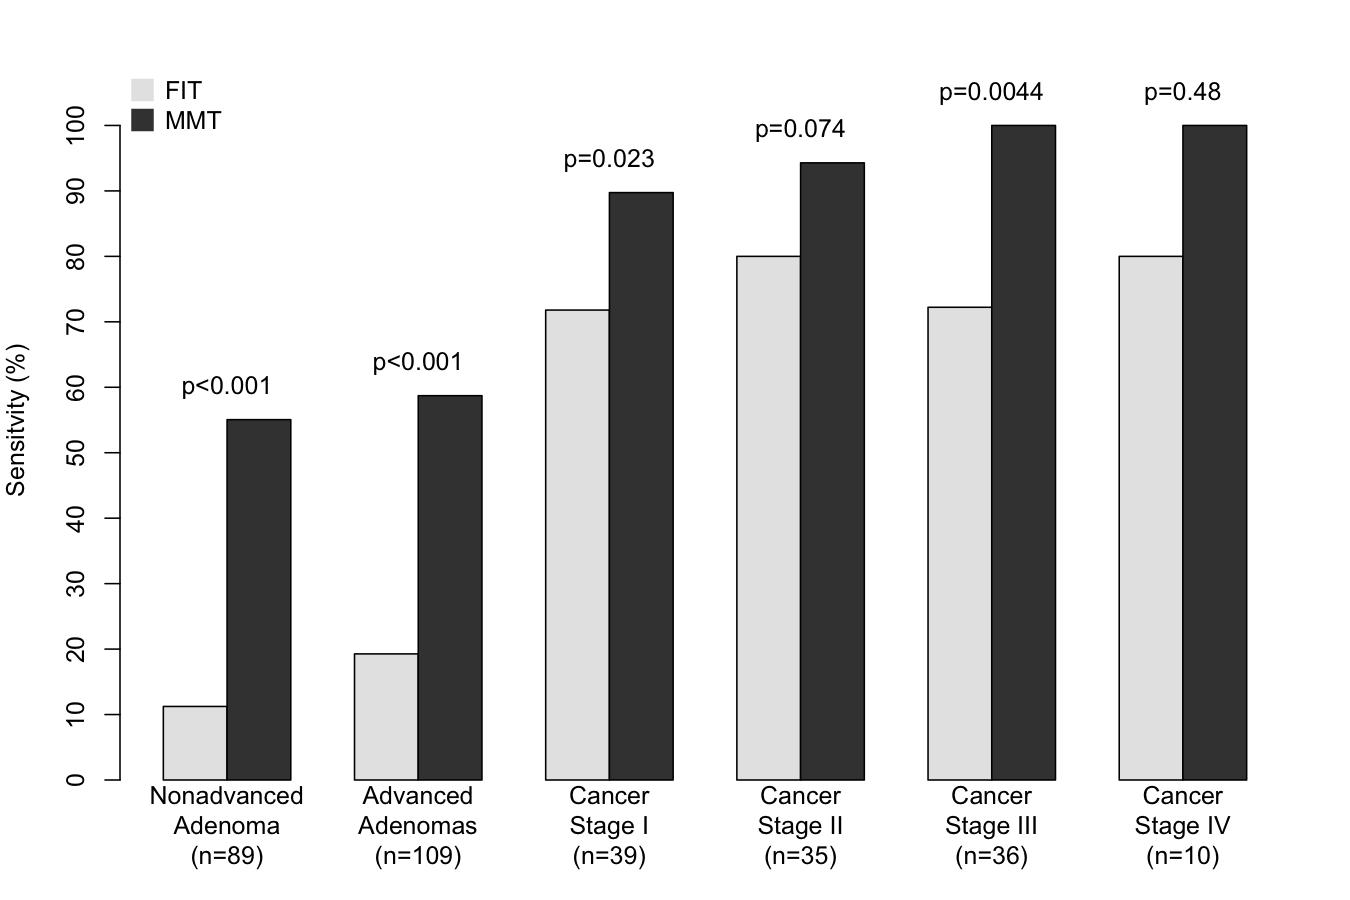 FIT
MMT
p<0.001
p<0.001
p=0.023
p=0.074
p=0.0044
p=0.48
Sensitvity (%)
100
90
80
70
60
50
40
30
20
10
0
Nonadvanced
Adenoma
(n=89)
Advanced
Adenomas
(n=109)
Cancer
Stage I
(n=39)
Cancer
Stage II
(n=35)
Cancer
Stage III
(n=36)
Cancer
Stage IV
(n=10)